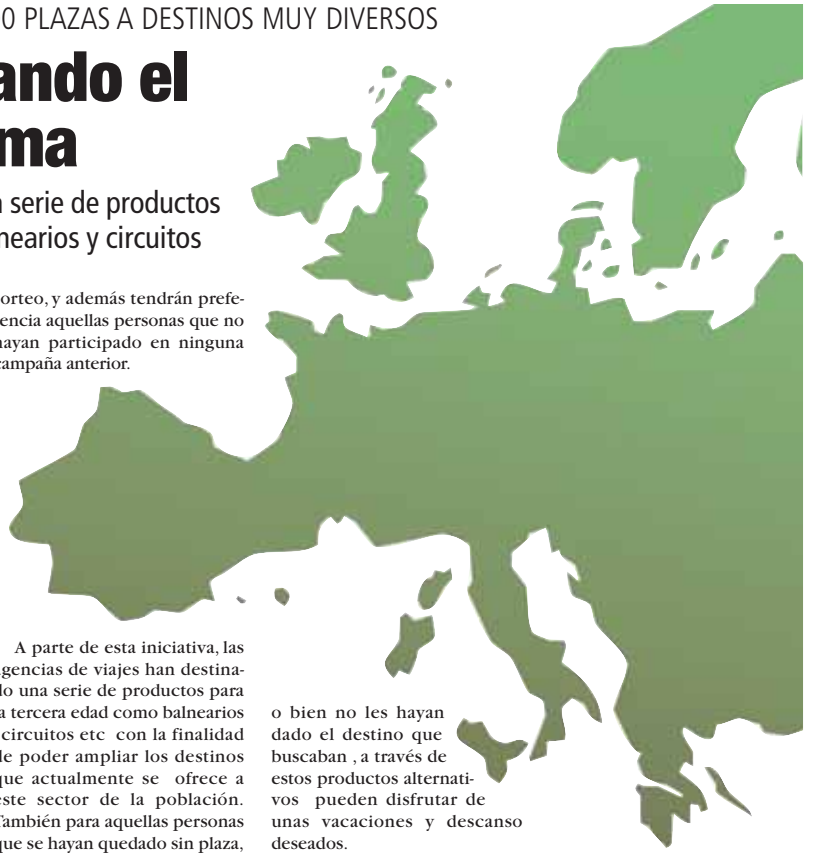 0 PLAZAS A DESTINOS MUY DIVERSOS
ando el
ma
serie de productos
nearios y circuitos
orteo, y además tendrán prefe-
encia aquellas personas que no
hayan participado en ninguna
campaña anterior.
A parte de esta iniciativa, las
agencias de viajes han destina-
do una serie de productos para
la tercera edad como balnearios
circuitos etc con la finalidad
de poder ampliar los destinos
que actualmente se ofrece a
este sector de la población.
También para aquellas personas
que se hayan quedado sin plaza,
o bien no les hayan
dado el destino que
buscaban , a través de
estos productos alternati-
vos pueden disfrutar de
unas vacaciones y descanso
deseados.